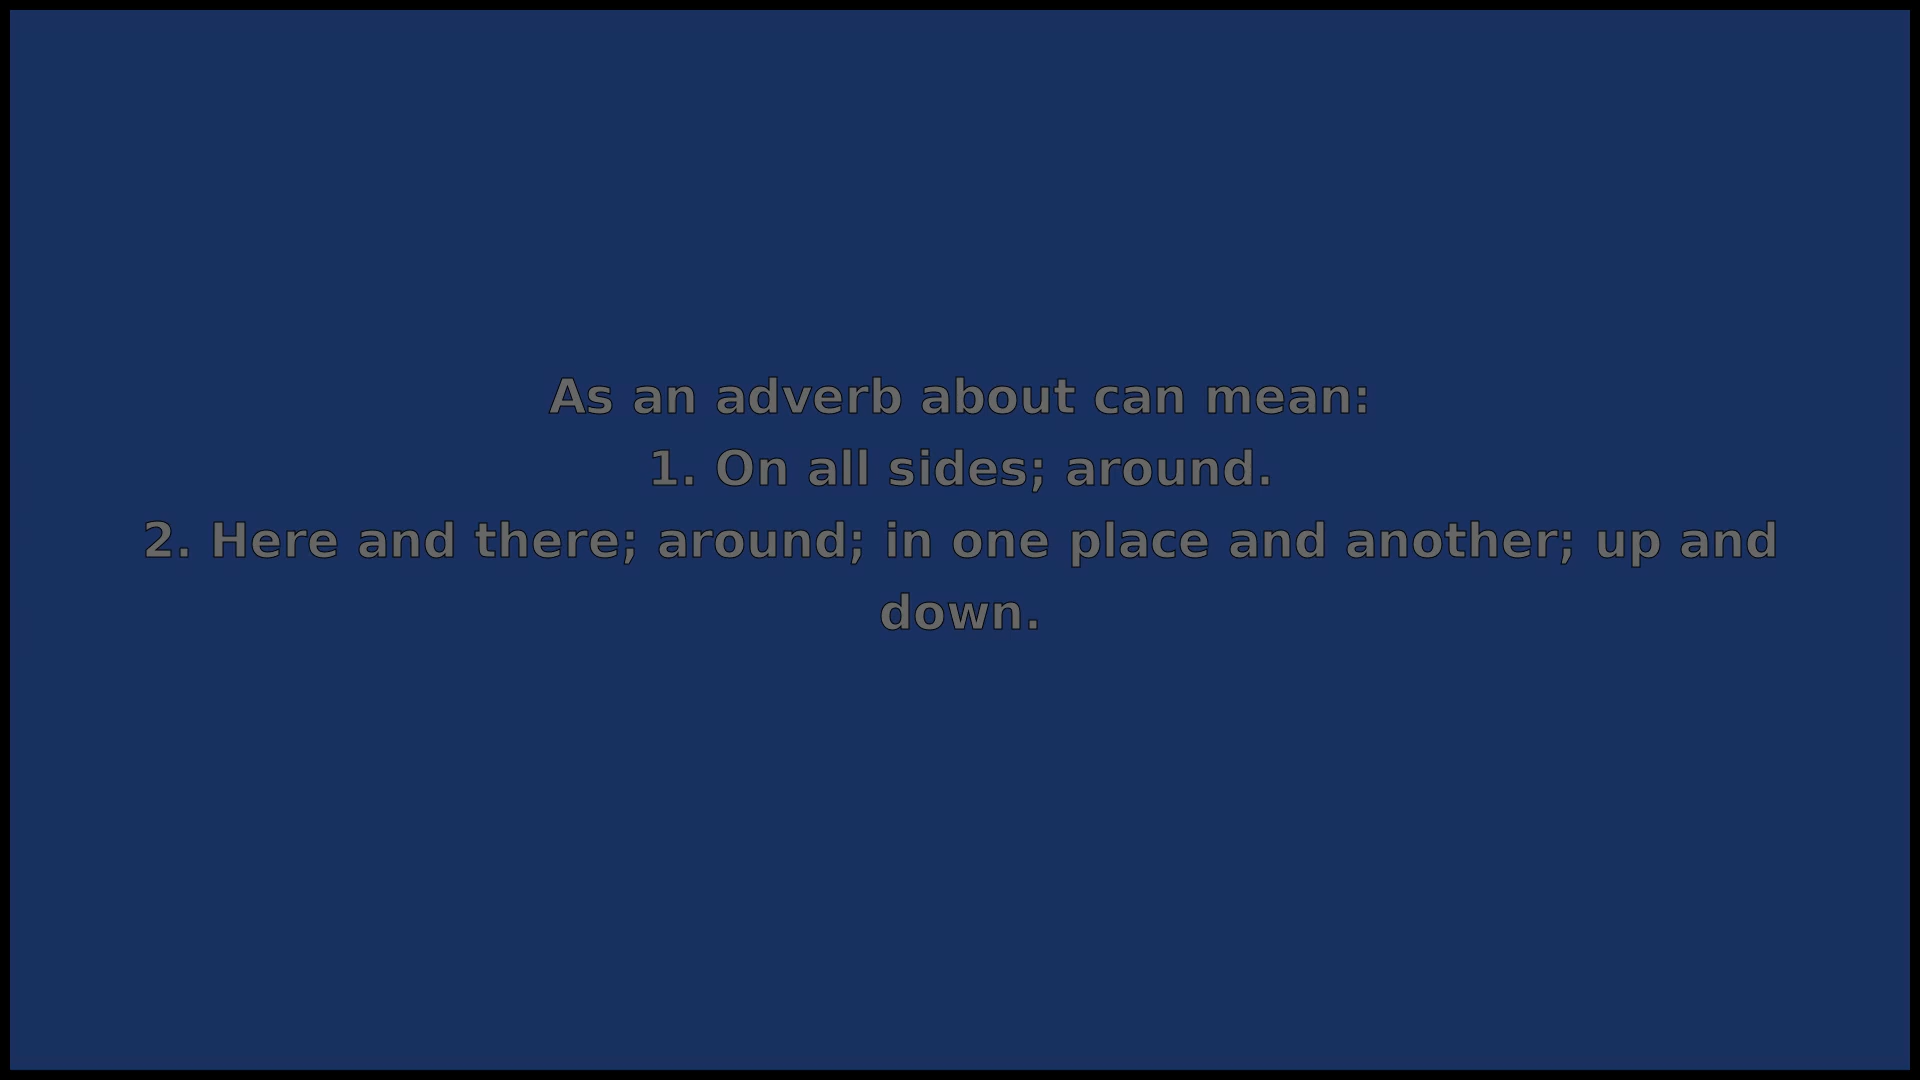 As an adverb about can mean:
1. On all sides; around.
2. Here and there; around; in one place and another; up and
down.